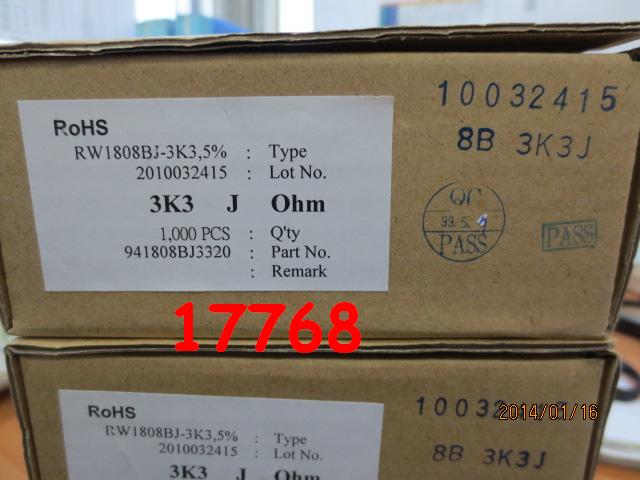 RoHS
RW1808BJ-3K3,5% : Type
2010032415 : Lot No.
3K3 J Ohm
1,000 PCS : Q'ty
941808BJ3320 : Part No.
: Remark
10032415
8B 3K3J
QC
99.5.
PASS
PASS
17768
RoHS
RW1808BJ-3K3,5% : Type
2010032415 : Lot No.
3K3 J Ohm
10032
2014/01/16
8B 3K3J